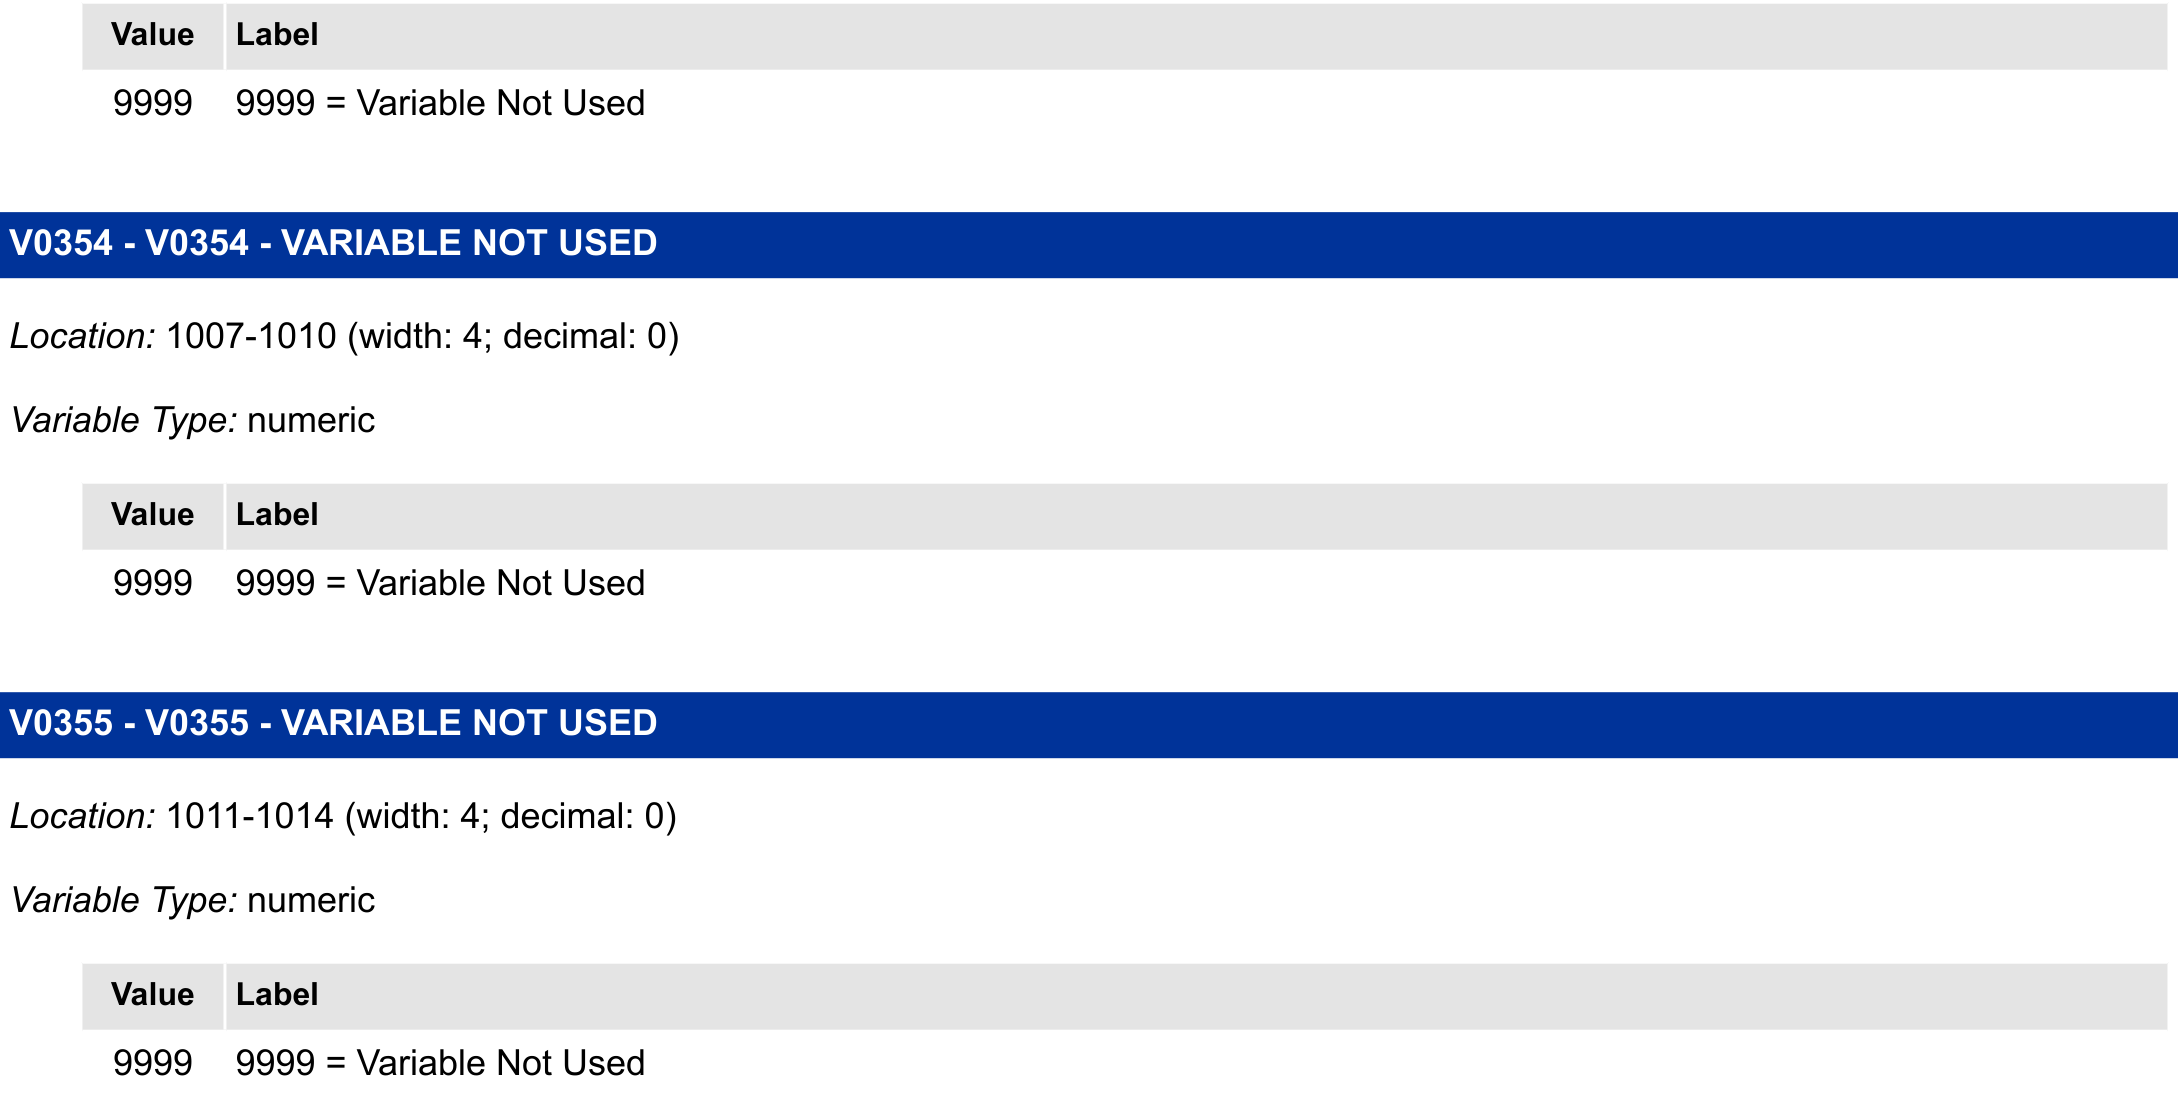 Value Label
9999 9999 = Variable Not Used
V0354 - V0354 - VARIABLE NOT USED
Location: 1007-1010 (width: 4; decimal: 0)
Variable Type: numeric
Value Label
9999 9999 = Variable Not Used
V0355 - V0355 - VARIABLE NOT USED
Location: 1011-1014 (width: 4; decimal: 0)
Variable Type: numeric
Value Label
9999 9999 = Variable Not Used